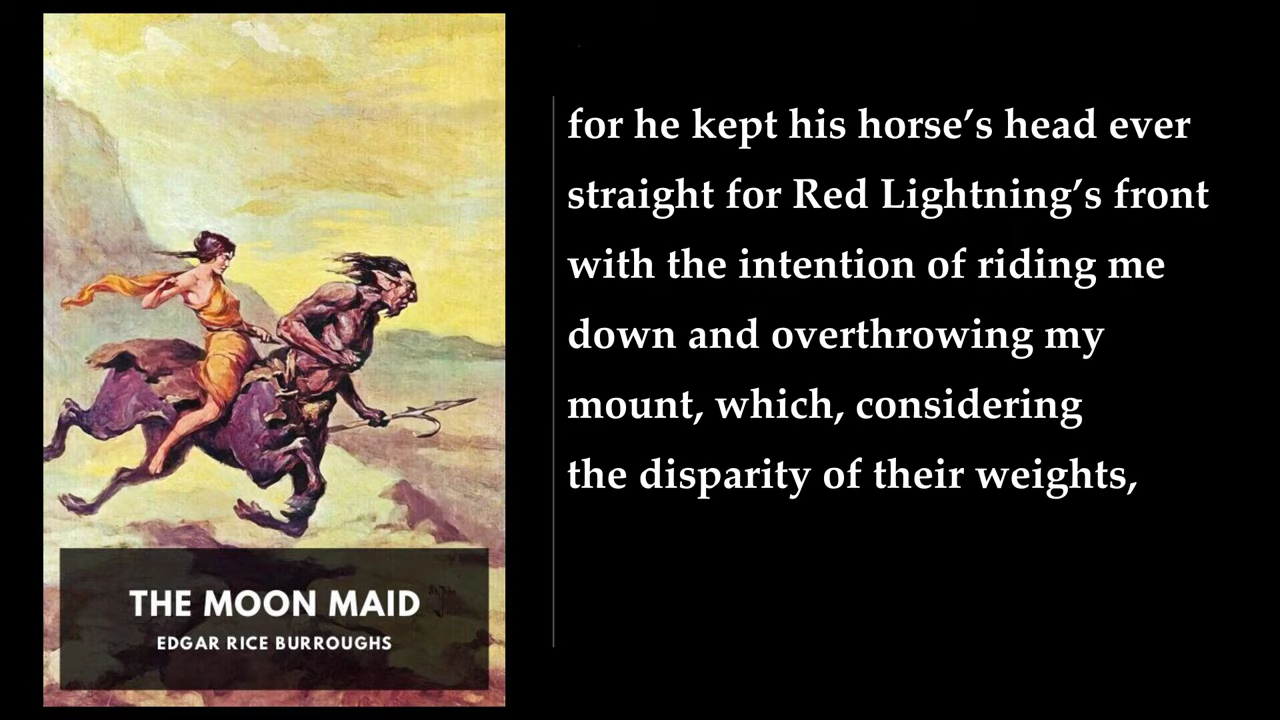 for he kept his horse’s head ever
straight for Red Lightning’s front
with the intention of riding me
down and overthrowing my
mount, which, considering
the disparity of their weights,
THE MOON MAID
EDGAR RICE BURROUGHS